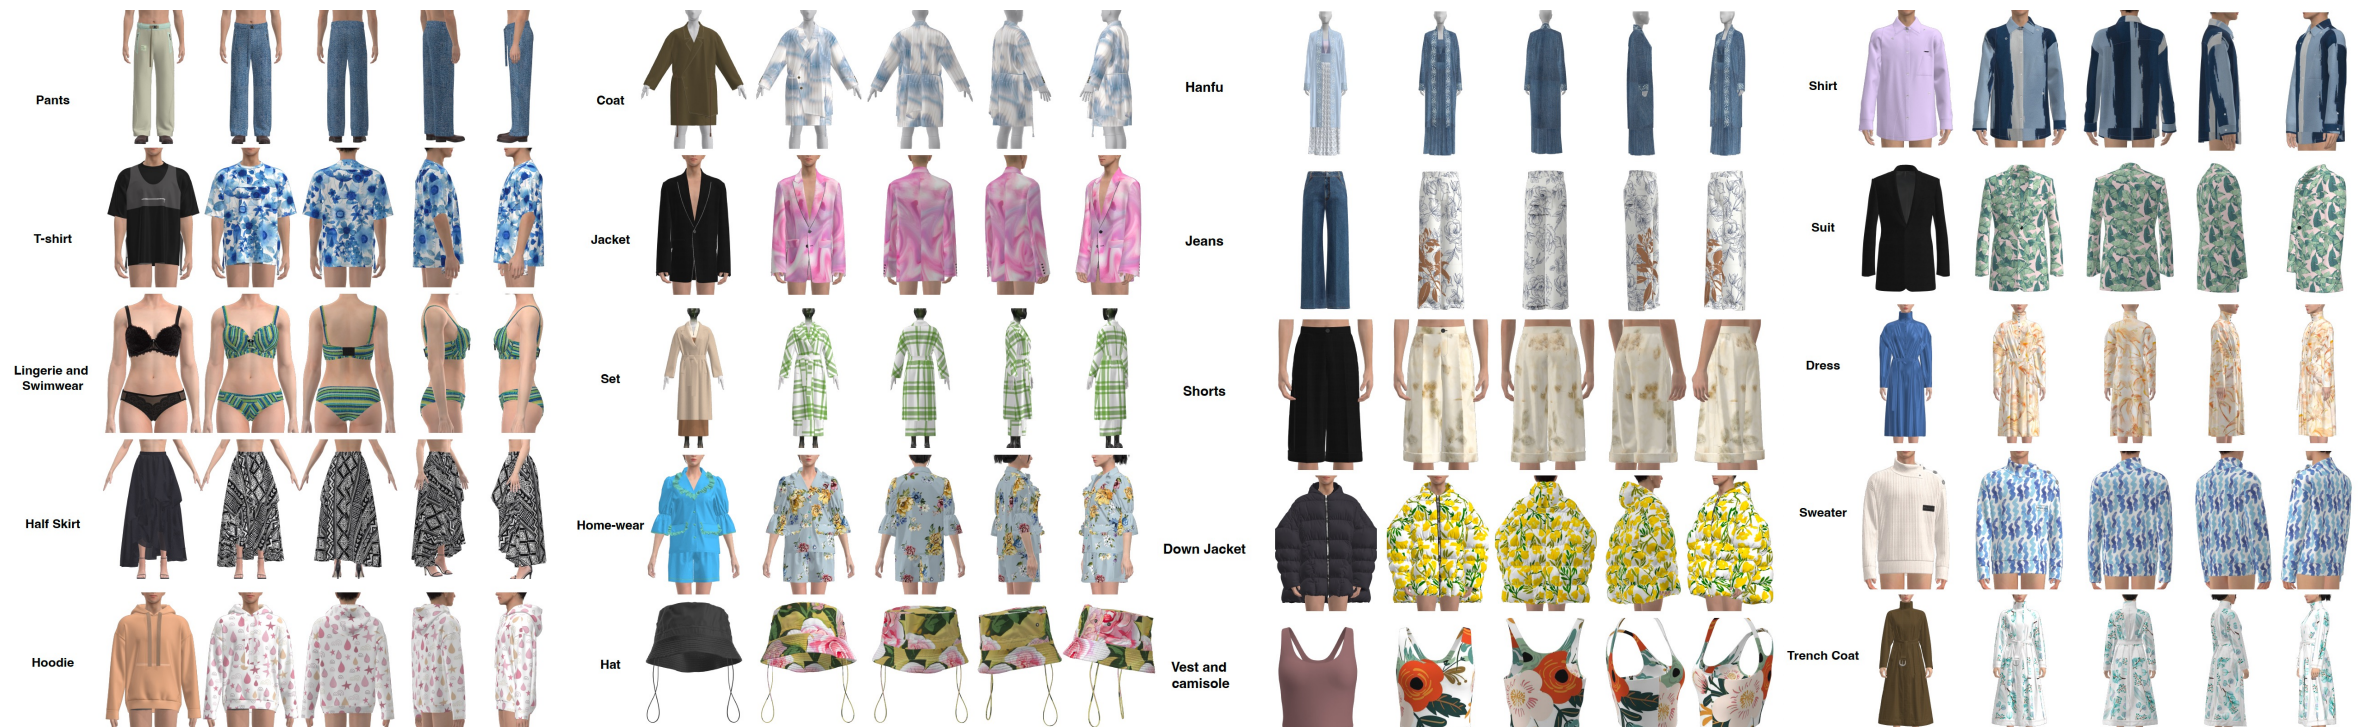 Pants
T-shirt
Lingerie and
Swimwear
Half Skirt
Hoodie
Coat
Jacket
Set
Home-wear
Hat
Hanfu
Jeans
Shorts
Down Jacket
Vest and
camisole
Shirt
Suit
Dress
Sweater
Trench Coat